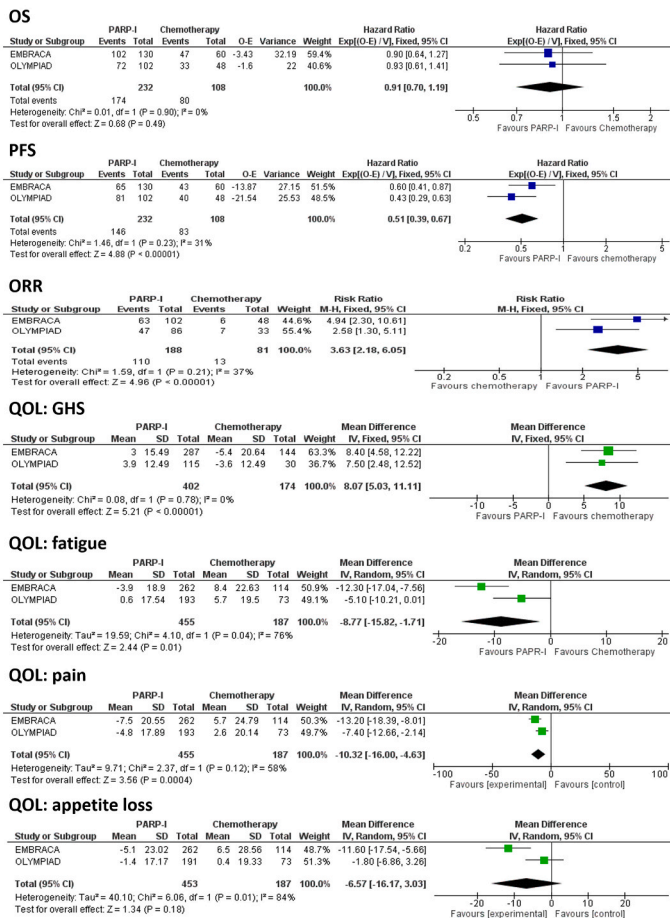 OS
PARP-I Chemotherapy Hazard Ratio Hazard Ratio
Study or Subgroup Events Total Events Total O-E Variance Weight Exp[(O-E) / V], Fixed, 95% CI Exp[(O-E) / V], Fixed, 95% CI
EMBRACA 102 130 47 60 -3.43 32.19 59.4% 0.90 [0.64, 1.27]
OLYMPIAD 72 102 33 48 -1.6 22 40.6% 0.93 [0.61, 1.41]
Total (95% CI) 232 108 100.0% 0.91 [0.70, 1.19]
Total events 174 80
Heterogeneity: Chi² = 0.01, df = 1 (P = 0.90); I² = 0%
Test for overall effect: Z = 0.68 (P = 0.49)
0.5 0.7 1 1.5 2
Favours PARP-I Favours Chemotherapy
PFS
PARP-I Chemotherapy Hazard Ratio Hazard Ratio
Study or Subgroup Events Total Events Total O-E Variance Weight Exp[(O-E) / V], Fixed, 95% CI Exp[(O-E) / V], Fixed, 95% CI
EMBRACA 65 130 43 60 -13.87 27.15 51.5% 0.60 [0.41, 0.87]
OLYMPIAD 81 102 40 48 -21.54 25.53 48.5% 0.43 [0.29, 0.63]
Total (95% CI) 232 108 100.0% 0.51 [0.39, 0.67]
Total events 146 83
Heterogeneity: Chi² = 1.46, df = 1 (P = 0.23); I² = 31%
Test for overall effect: Z = 4.88 (P < 0.00001)
0.2 0.5 1 2 5
Favours PARP-I Favours chemotherapy
ORR
PARP-I Chemotherapy Risk Ratio Risk Ratio
Study or Subgroup Events Total Events Total Weight M-H, Fixed, 95% CI M-H, Fixed, 95% CI
EMBRACA 63 102 6 48 44.6% 4.94 [2.30, 10.61]
OLYMPIAD 47 86 7 33 55.4% 2.58 [1.30, 5.11]
Total (95% CI) 188 81 100.0% 3.63 [2.18, 6.05]
Total events 110 13
Heterogeneity: Chi² = 1.59, df = 1 (P = 0.21); I² = 37%
Test for overall effect: Z = 4.96 (P < 0.00001)
0.2 0.5 1 2 5
Favours chemotherapy Favours PARP-I
QOL: GHS
PARP-I Chemotherapy Mean Difference Mean Difference
Study or Subgroup Mean SD Total Mean SD Total Weight IV, Fixed, 95% CI IV, Fixed, 95% CI
EMBRACA 3 15.49 287 -5.4 20.64 144 63.3% 8.40 [4.58, 12.22]
OLYMPIAD 3.9 12.49 115 -3.6 12.49 30 36.7% 7.50 [2.48, 12.52]
Total (95% CI) 402 174 100.0% 8.07 [5.03, 11.11]
Heterogeneity: Chi² = 0.08, df = 1 (P = 0.78); I² = 0%
Test for overall effect: Z = 5.21 (P < 0.00001)
-10 -5 0 5 10
Favours PARP-I Favours chemotherapy
QOL: fatigue
PARP-I Chemotherapy Mean Difference Mean Difference
Study or Subgroup Mean SD Total Mean SD Total Weight IV, Random, 95% CI IV, Random, 95% CI
EMBRACA -3.9 18.9 262 8.4 22.63 114 50.9% -12.30 [-17.04, -7.56]
OLYMPIAD 0.6 17.54 193 5.7 19.5 73 49.1% -5.10 [-10.21, 0.01]
Total (95% CI) 455 187 100.0% -8.77 [-15.82, -1.71]
Heterogeneity: Tau² = 19.59; Chi² = 4.10, df = 1 (P = 0.04); I² = 76%
Test for overall effect: Z = 2.44 (P = 0.01)
-20 -10 0 10 20
Favours PAPR-I Favours Chemotherapy
QOL: pain
PARP-I Chemotherapy Mean Difference Mean Difference
Study or Subgroup Mean SD Total Mean SD Total Weight IV, Random, 95% CI IV, Random, 95% CI
EMBRACA -7.5 20.55 262 5.7 24.79 114 50.3% -13.20 [-18.39, -8.01]
OLYMPIAD -4.8 17.89 193 2.6 20.14 73 49.7% -7.40 [-12.66, -2.14]
Total (95% CI) 455 187 100.0% -10.32 [-16.00, -4.63]
Heterogeneity: Tau² = 9.71; Chi² = 2.37, df = 1 (P = 0.12); I² = 58%
Test for overall effect: Z = 3.56 (P = 0.0004)
-100 -50 0 50 100
Favours [experimental] Favours [control]
QOL: appetite loss
PARP-I Chemotherapy Mean Difference Mean Difference
Study or Subgroup Mean SD Total Mean SD Total Weight IV, Random, 95% CI IV, Random, 95% CI
EMBRACA -5.1 23.02 262 6.5 28.56 114 48.7% -11.60 [-17.54, -5.66]
OLYMPIAD -1.4 17.17 191 0.4 19.33 73 51.3% -1.80 [-6.86, 3.26]
Total (95% CI) 453 187 100.0% -6.57 [-16.17, 3.03]
Heterogeneity: Tau² = 40.10; Chi² = 6.06, df = 1 (P = 0.01); I² = 84%
Test for overall effect: Z = 1.34 (P = 0.18)
-20 -10 0 10 20
Favours [experimental] Favours [control]